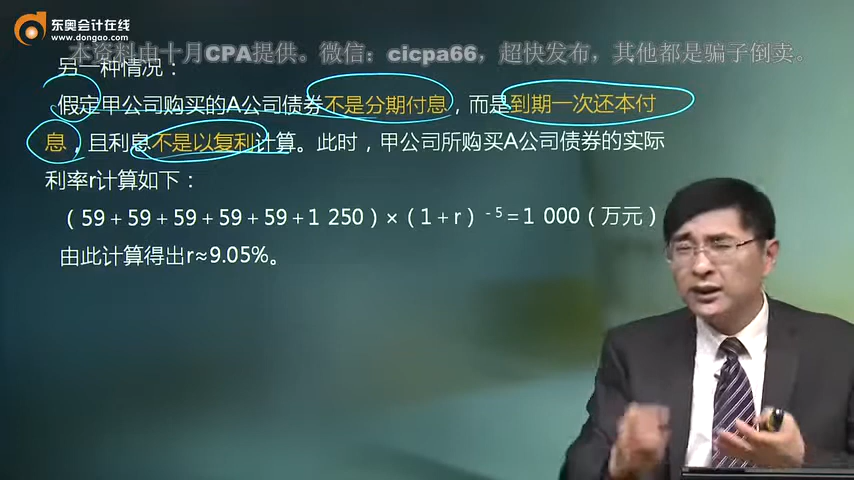 东奥会计在线
www.dongao.com
本资料由十月CPA提供。微信：cicpa66，超快发布，其他都是骗子倒卖。
另一种情况：
假定甲公司购买的A公司债券不是分期付息，而是到期一次还本付
息，且利息不是以复利计算。此时，甲公司所购买A公司债券的实际
利率r计算如下：
（59＋59＋59＋59＋59＋1 250）×（1＋r）⁻⁵＝1 000（万元）
由此计算得出r≈9.05%。